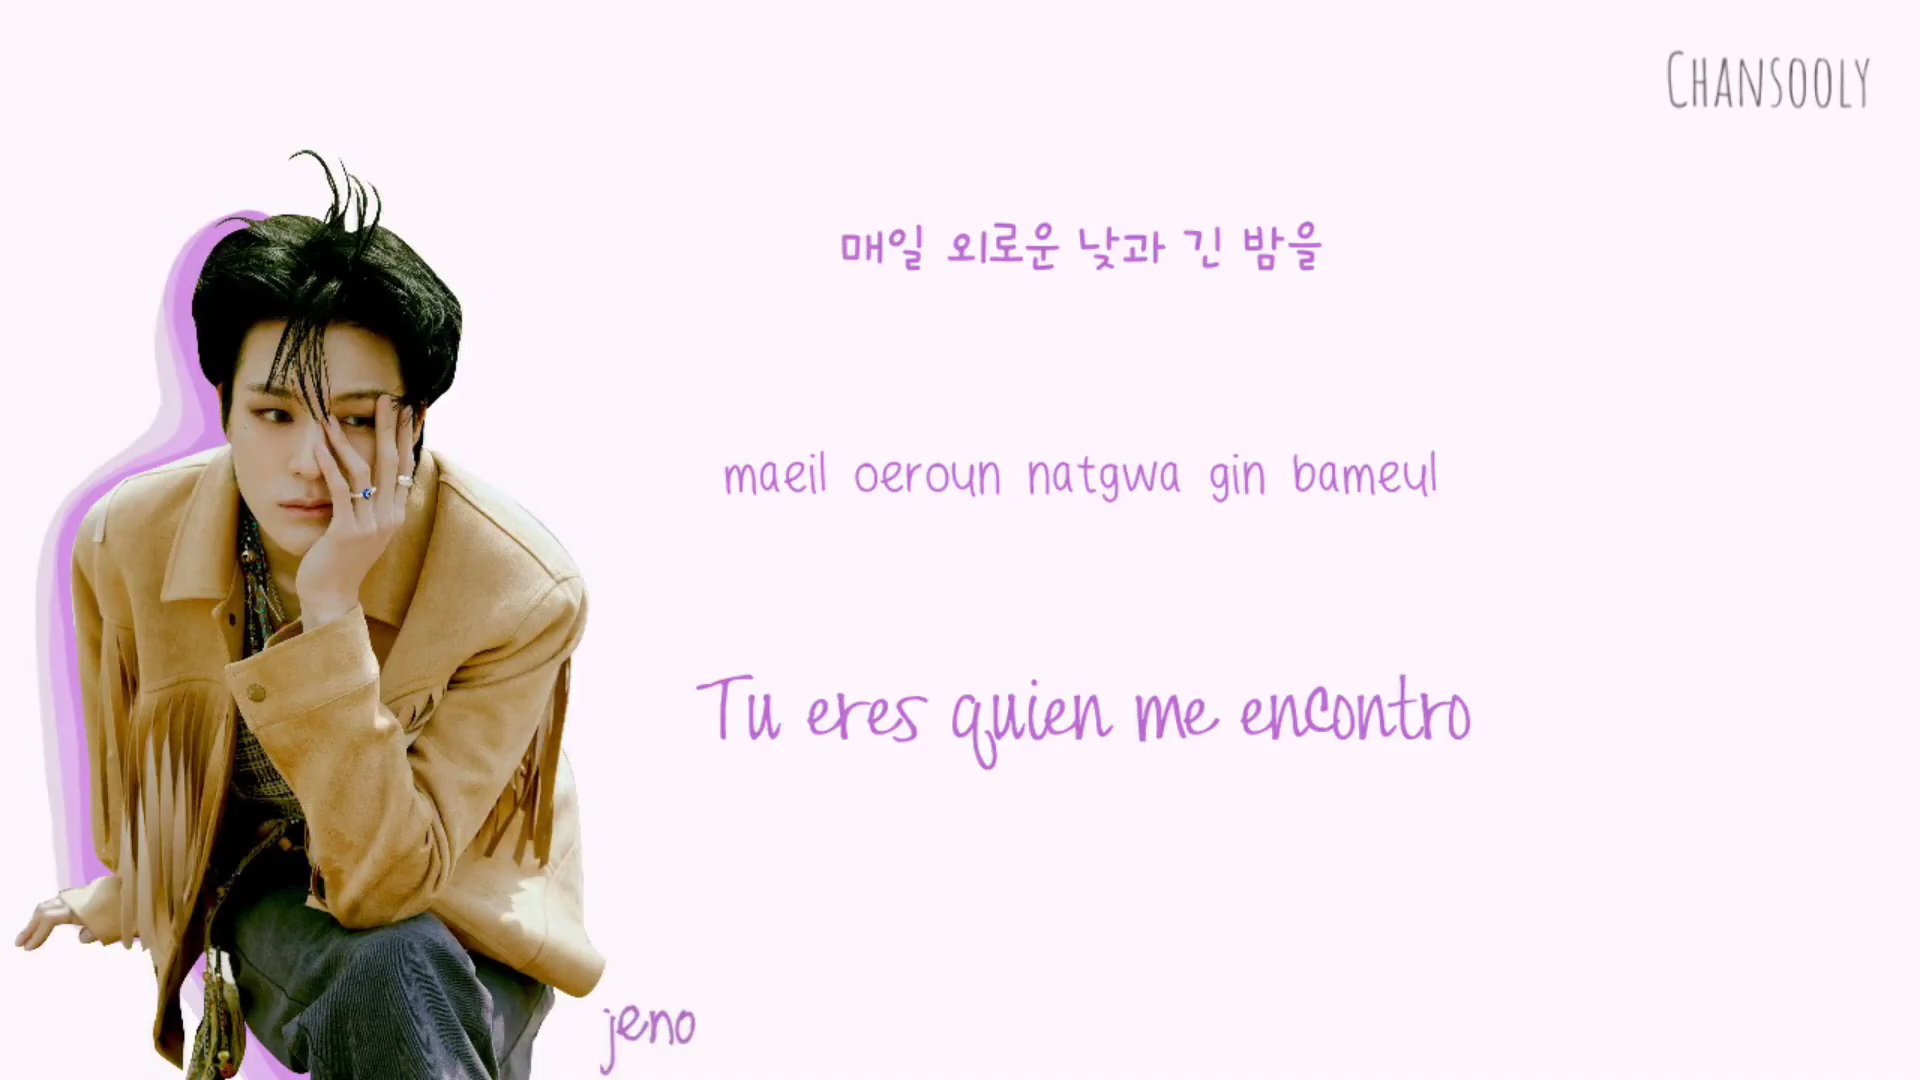 CHANSOOLY
매일 외로운 낮과 긴 밤을
maeil oeroun natgwa gin bameul
Tu eres quien me encontro
jeno